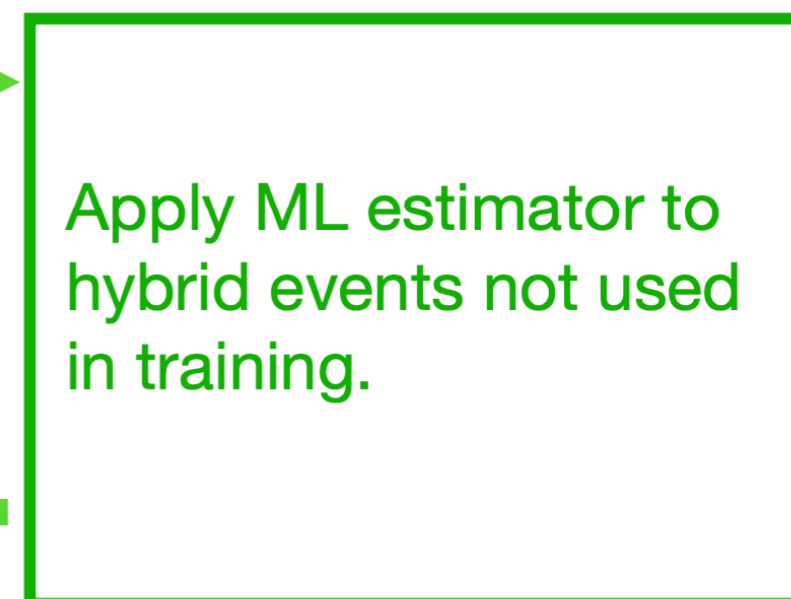 Apply ML estimator to
hybrid events not used
in training.